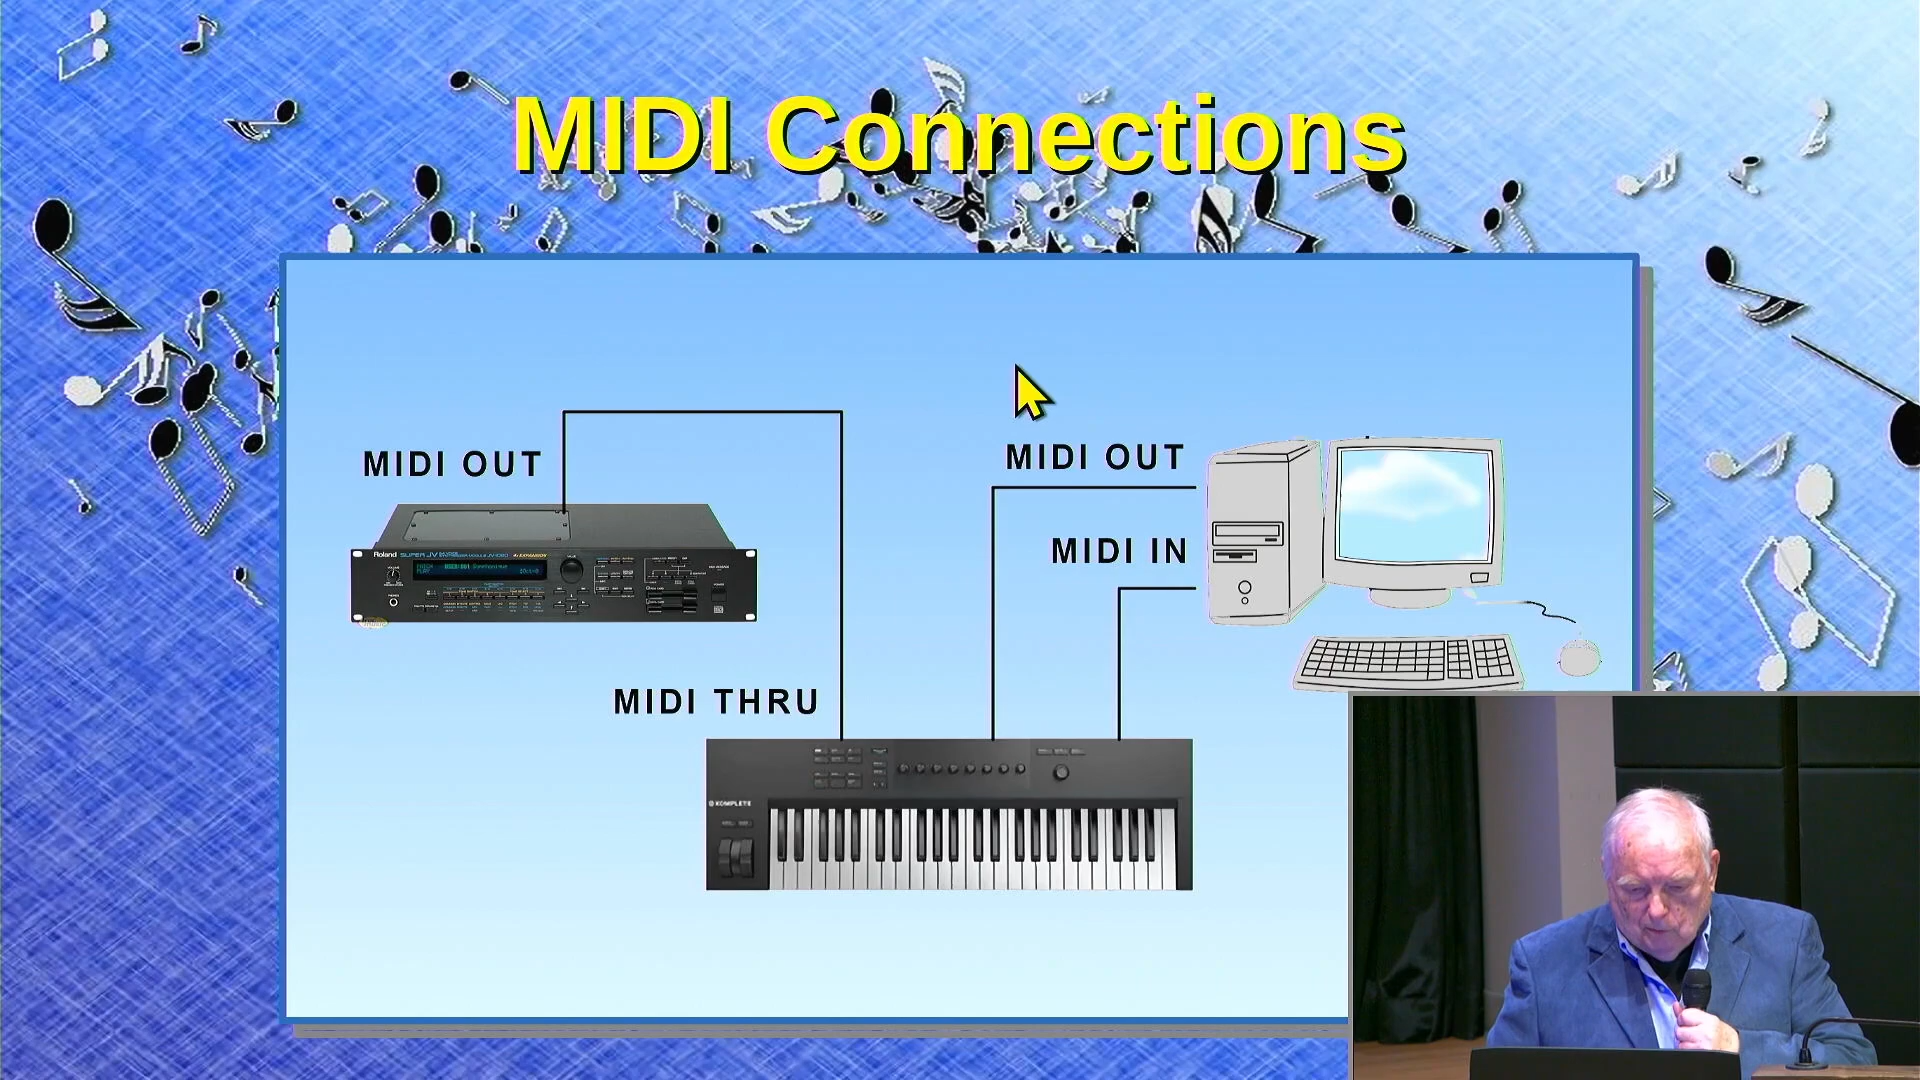 MIDI Connections
MIDI OUT
MIDI OUT
MIDI IN
Roland SUPER JV
MIDI THRU
KOMPLETE